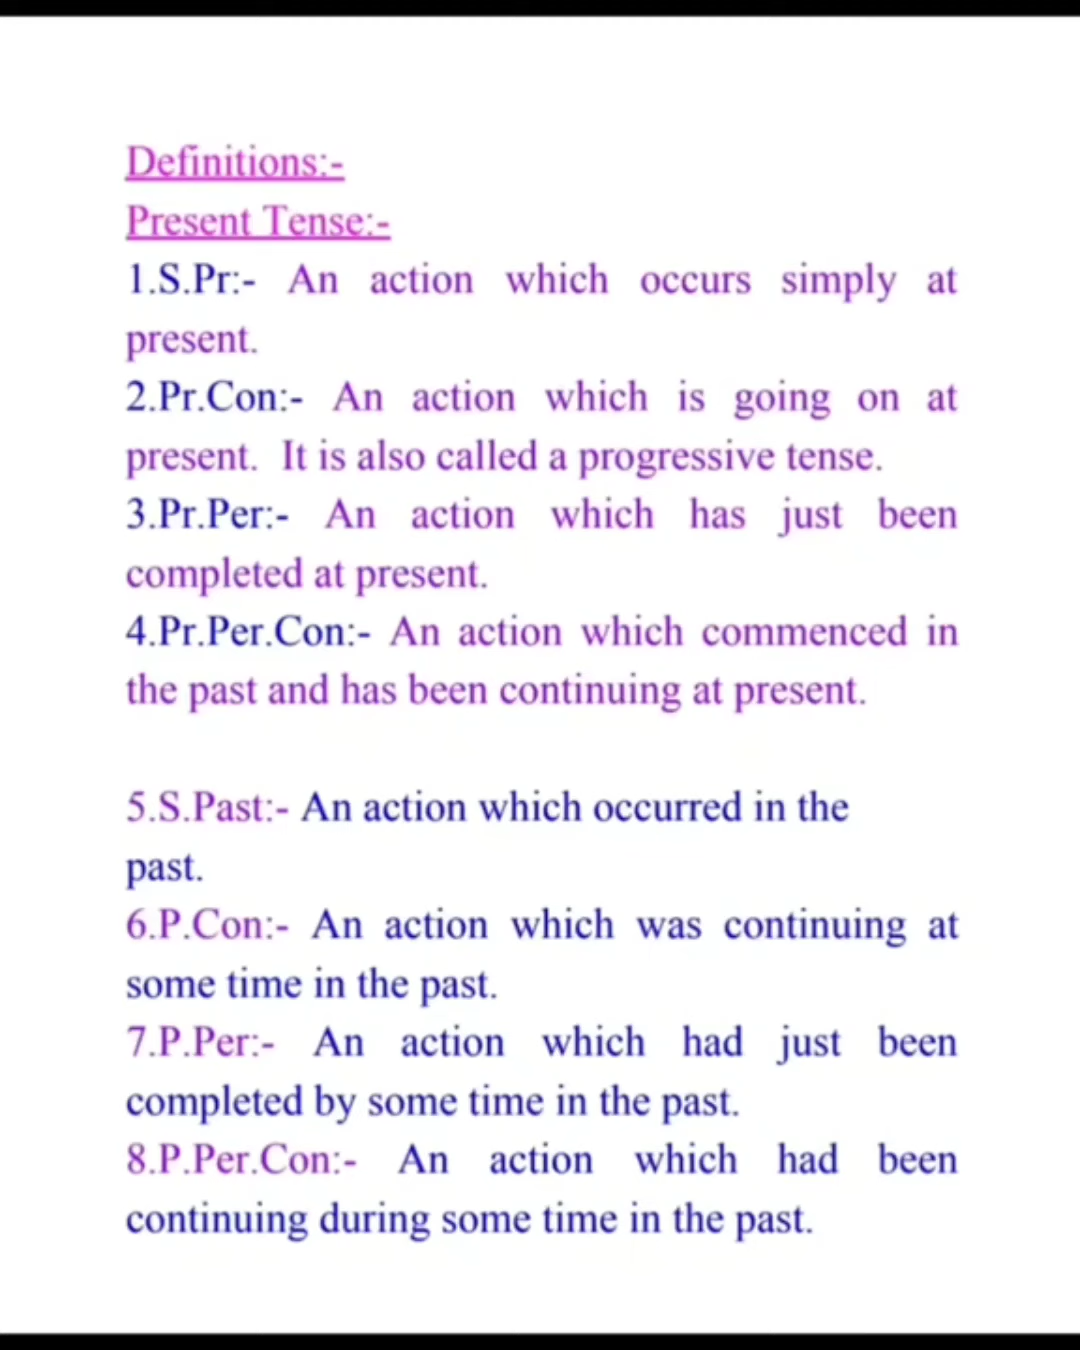 Definitions:-
Present Tense:-
1.S.Pr:- An action which occurs simply at
present.
2.Pr.Con:- An action which is going on at
present. It is also called a progressive tense.
3.Pr.Per:- An action which has just been
completed at present.
4.Pr.Per.Con:- An action which commenced in
the past and has been continuing at present.
5.S.Past:- An action which occurred in the
past.
6.P.Con:- An action which was continuing at
some time in the past.
7.P.Per:- An action which had just been
completed by some time in the past.
8.P.Per.Con:- An action which had been
continuing during some time in the past.